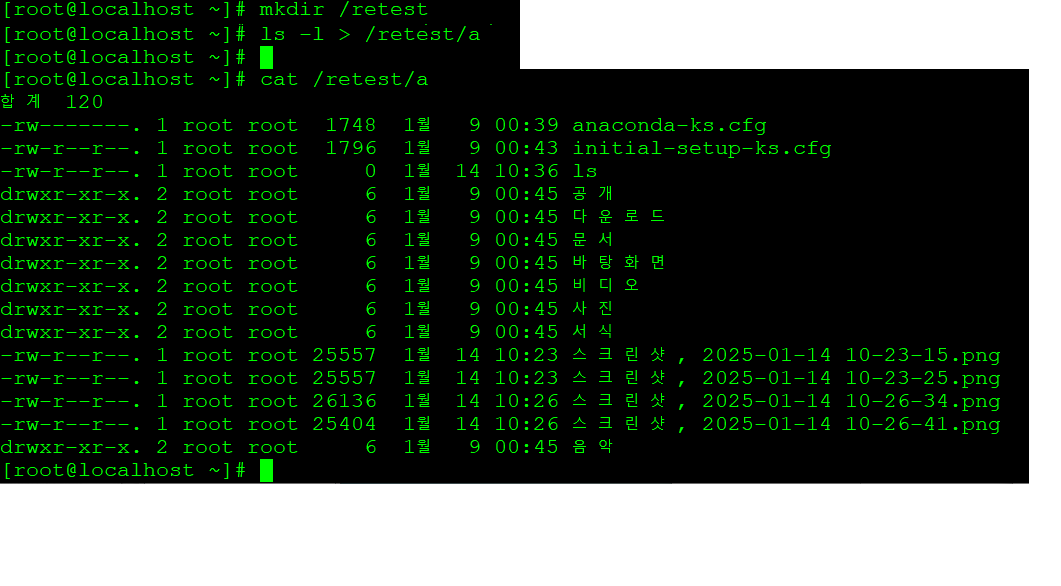 [root@localhost ~]# mkdir /retest
[root@localhost ~]# ls -l > /retest/a
[root@localhost ~]#
[root@localhost ~]# cat /retest/a
합계 120
-rw-------. 1 root root 1748 1월 9 00:39 anaconda-ks.cfg
-rw-r--r--. 1 root root 1796 1월 9 00:43 initial-setup-ks.cfg
-rw-r--r--. 1 root root 0 1월 14 10:36 ls
drwxr-xr-x. 2 root root 6 1월 9 00:45 공개
drwxr-xr-x. 2 root root 6 1월 9 00:45 다운로드
drwxr-xr-x. 2 root root 6 1월 9 00:45 문서
drwxr-xr-x. 2 root root 6 1월 9 00:45 바탕화면
drwxr-xr-x. 2 root root 6 1월 9 00:45 비디오
drwxr-xr-x. 2 root root 6 1월 9 00:45 사진
drwxr-xr-x. 2 root root 6 1월 9 00:45 서식
-rw-r--r--. 1 root root 25557 1월 14 10:23 스크린샷, 2025-01-14 10-23-15.png
-rw-r--r--. 1 root root 25557 1월 14 10:23 스크린샷, 2025-01-14 10-23-25.png
-rw-r--r--. 1 root root 26136 1월 14 10:26 스크린샷, 2025-01-14 10-26-34.png
-rw-r--r--. 1 root root 25404 1월 14 10:26 스크린샷, 2025-01-14 10-26-41.png
drwxr-xr-x. 2 root root 6 1월 9 00:45 음악
[root@localhost ~]#